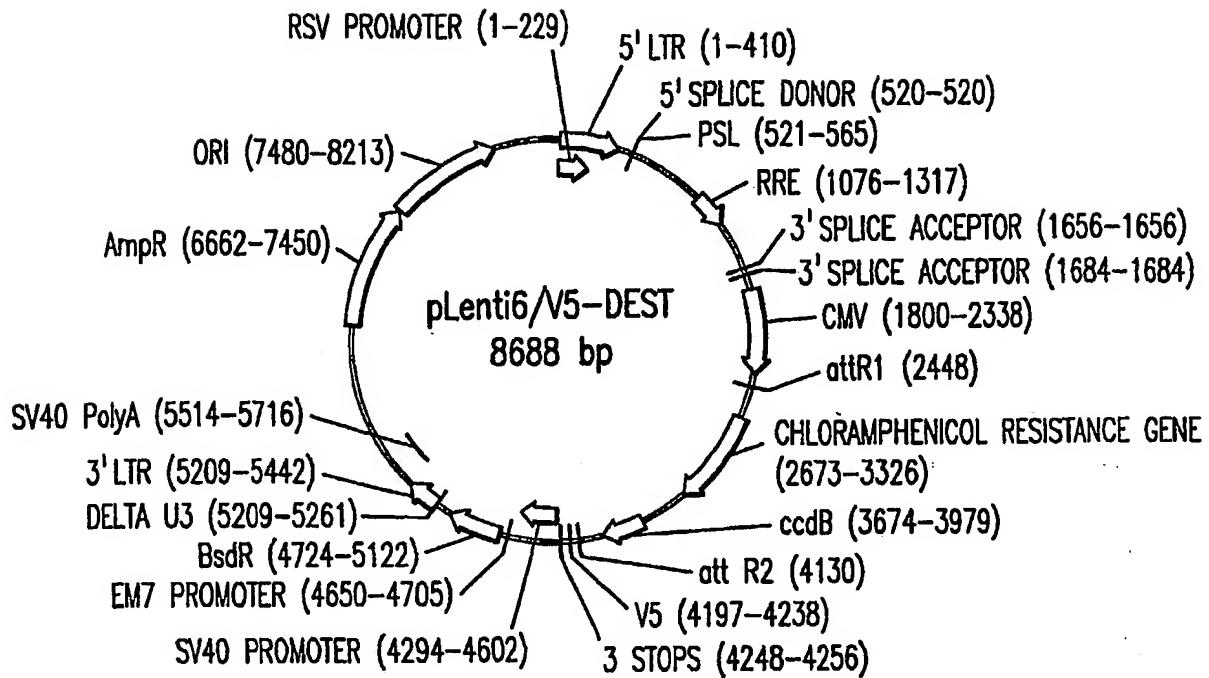 RSV PROMOTER (1-229)
5' LTR (1-410)
5' SPLICE DONOR (520-520)
PSL (521-565)
RRE (1076-1317)
3' SPLICE ACCEPTOR (1656-1656)
3' SPLICE ACCEPTOR (1684-1684)
CMV (1800-2338)
attR1 (2448)
CHLORAMPHENICOL RESISTANCE GENE
(2673-3326)
ccdB (3674-3979)
att R2 (4130)
V5 (4197-4238)
3 STOPS (4248-4256)
SV40 PROMOTER (4294-4602)
EM7 PROMOTER (4650-4705)
BsdR (4724-5122)
DELTA U3 (5209-5261)
3' LTR (5209-5442)
SV40 PolyA (5514-5716)
AmpR (6662-7450)
ORI (7480-8213)
pLenti6/V5-DEST
8688 bp